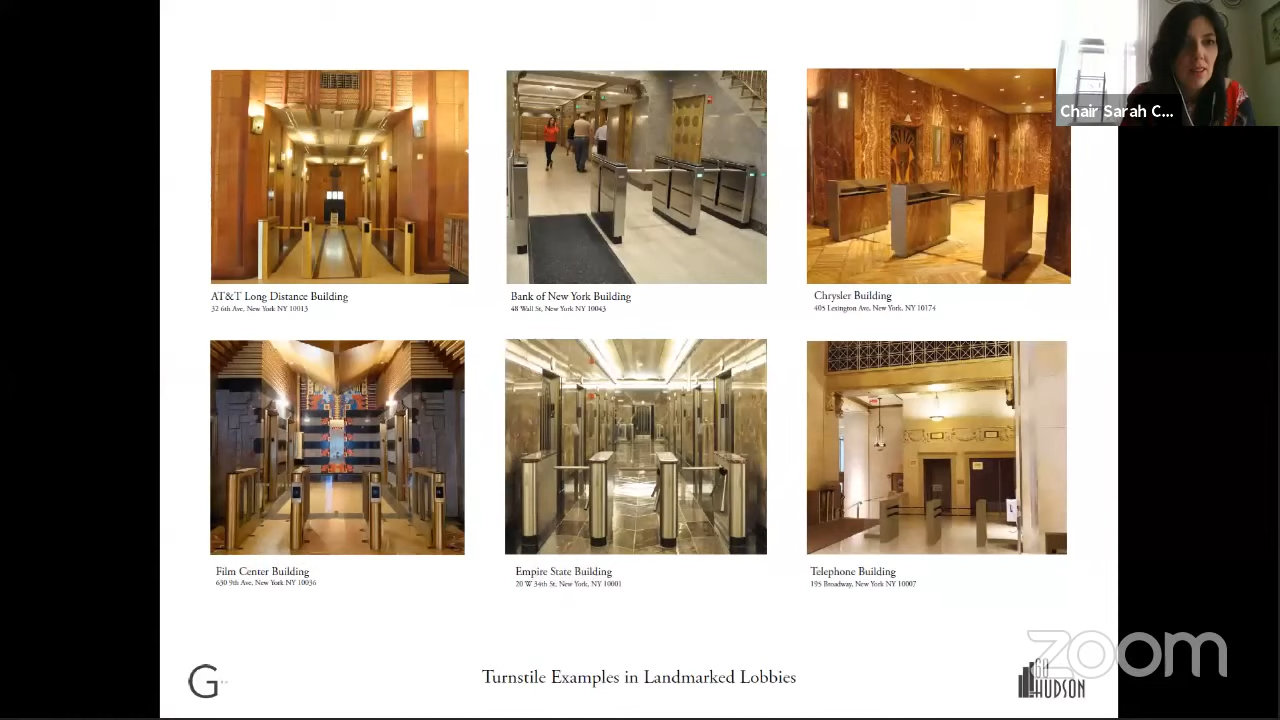 Chair Sarah C...
AT&T Long Distance Building
32 6th Ave, New York NY 10013
Bank of New York Building
48 Wall St, New York NY 10043
Chrysler Building
405 Lexington Ave, New York, NY 10174
Film Center Building
630 9th Ave, New York NY 10036
Empire State Building
20 W 34th St, New York, NY 10001
Telephone Building
195 Broadway, New York NY 10007
G
Turnstile Examples in Landmarked Lobbies
60
HUDSON
zoom